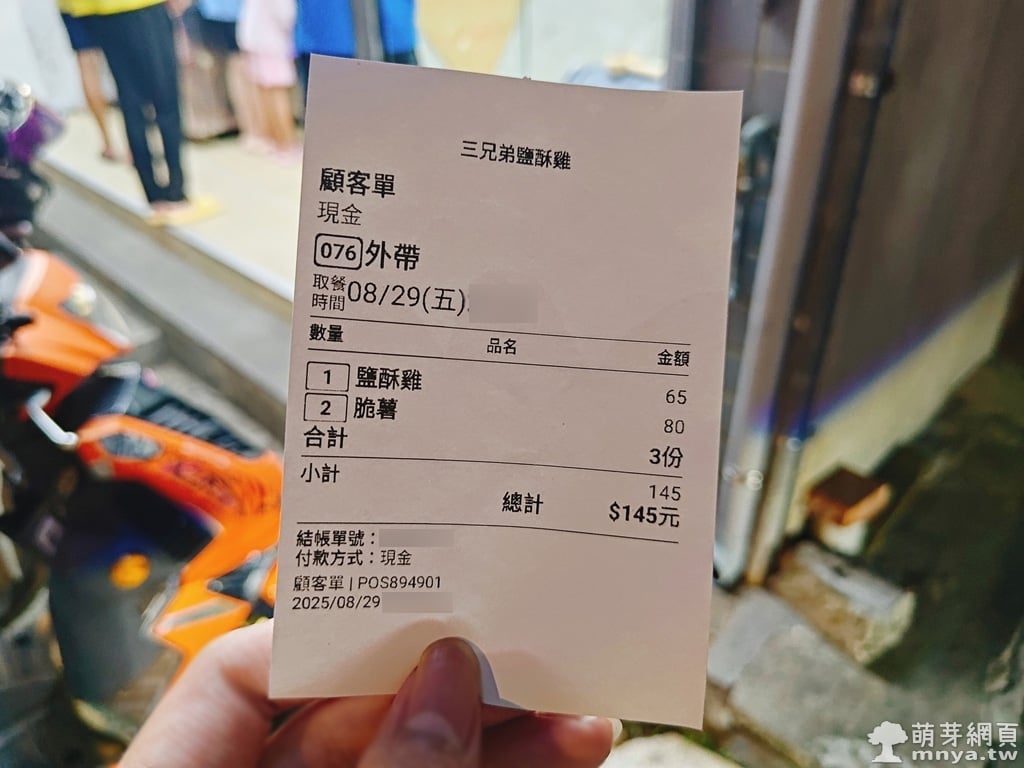 三兄弟鹽酥雞
顧客單
現金
076 外帶
取餐時間 08/29(五)
數量 品名 金額
1 鹽酥雞 65
2 脆薯 80
合計 3份
小計 145
總計 $145元
結帳單號：
付款方式：現金
顧客單 | POS894901
2025/08/29
萌芽網頁
mnya.tw